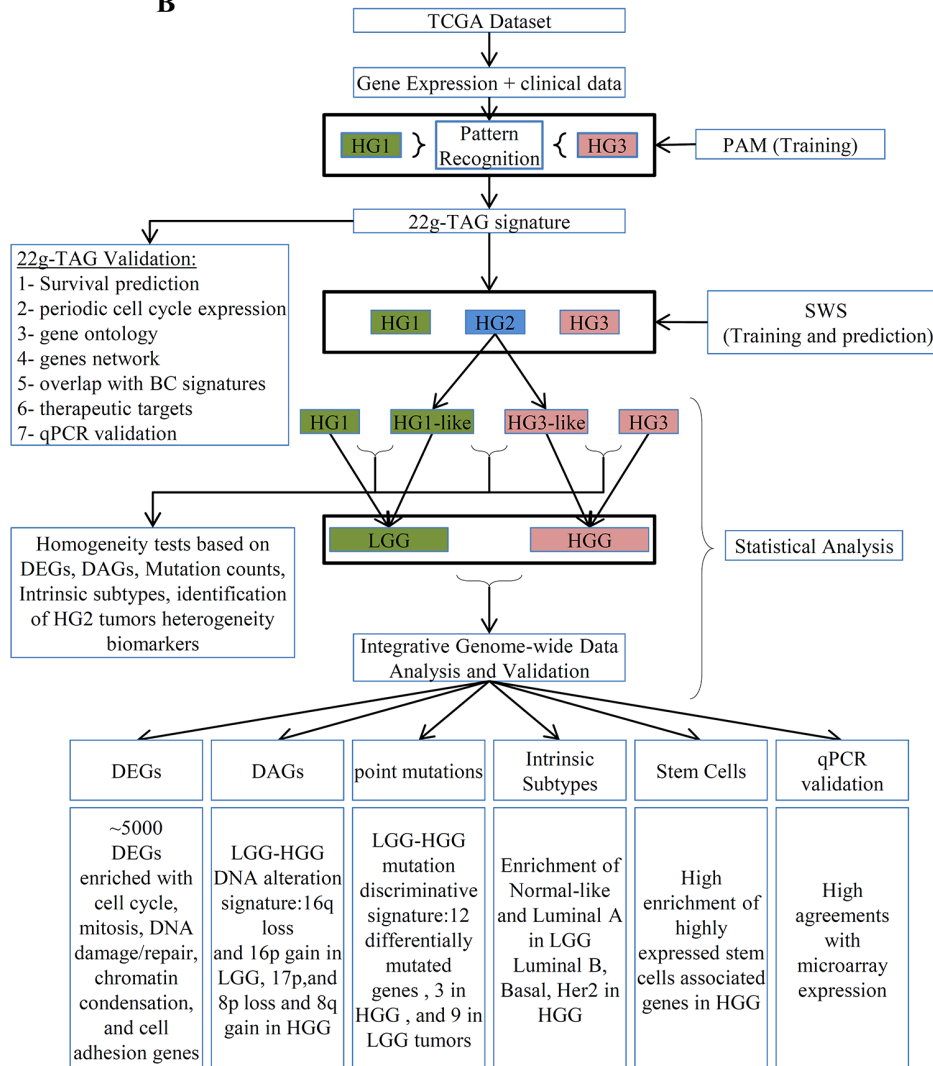 B
TCGA Dataset
Gene Expression + clinical data
HG1
}
Pattern
Recognition
{
HG3
PAM (Training)
22g-TAG signature
22g-TAG Validation:
1- Survival prediction
2- periodic cell cycle expression
3- gene ontology
4- genes network
5- overlap with BC signatures
6- therapeutic targets
7- qPCR validation
HG1
HG2
HG3
SWS
(Training and prediction)
HG1
HG1-like
HG3-like
HG3
LGG
HGG
Statistical Analysis
Homogeneity tests based on
DEGs, DAGs, Mutation counts,
Intrinsic subtypes, identification
of HG2 tumors heterogeneity
biomarkers
Integrative Genome-wide Data
Analysis and Validation
DEGs
DAGs
point mutations
Intrinsic
Subtypes
Stem Cells
qPCR
validation
~5000
DEGs
enriched with
cell cycle,
mitosis, DNA
damage/repair,
chromatin
condensation,
and cell
adhesion genes
LGG-HGG
DNA alteration
signature:16q
loss
and 16p gain in
LGG, 17p,and
8p loss and 8q
gain in HGG
LGG-HGG
mutation
discriminative
signature:12
differentially
mutated
genes , 3 in
HGG , and 9 in
LGG tumors
Enrichment of
Normal-like
and Luminal A
in LGG
Luminal B,
Basal, Her2 in
HGG
High
enrichment of
highly
expressed stem
cells associated
genes in HGG
High
agreements
with
microarray
expression